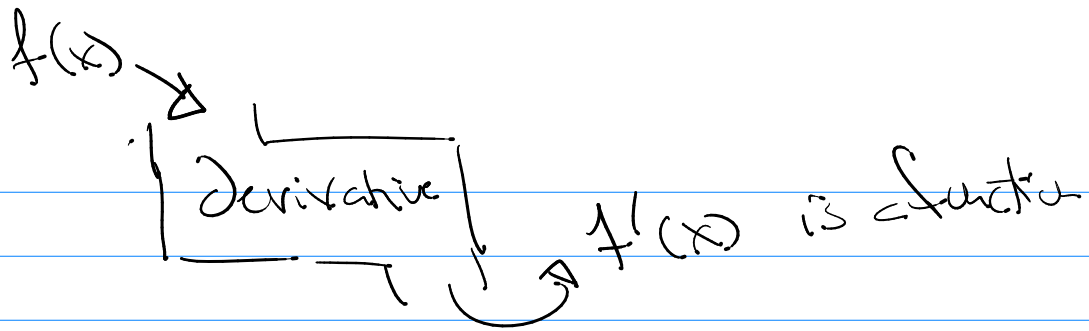 f(x)
Derivative
f'(x) is a function